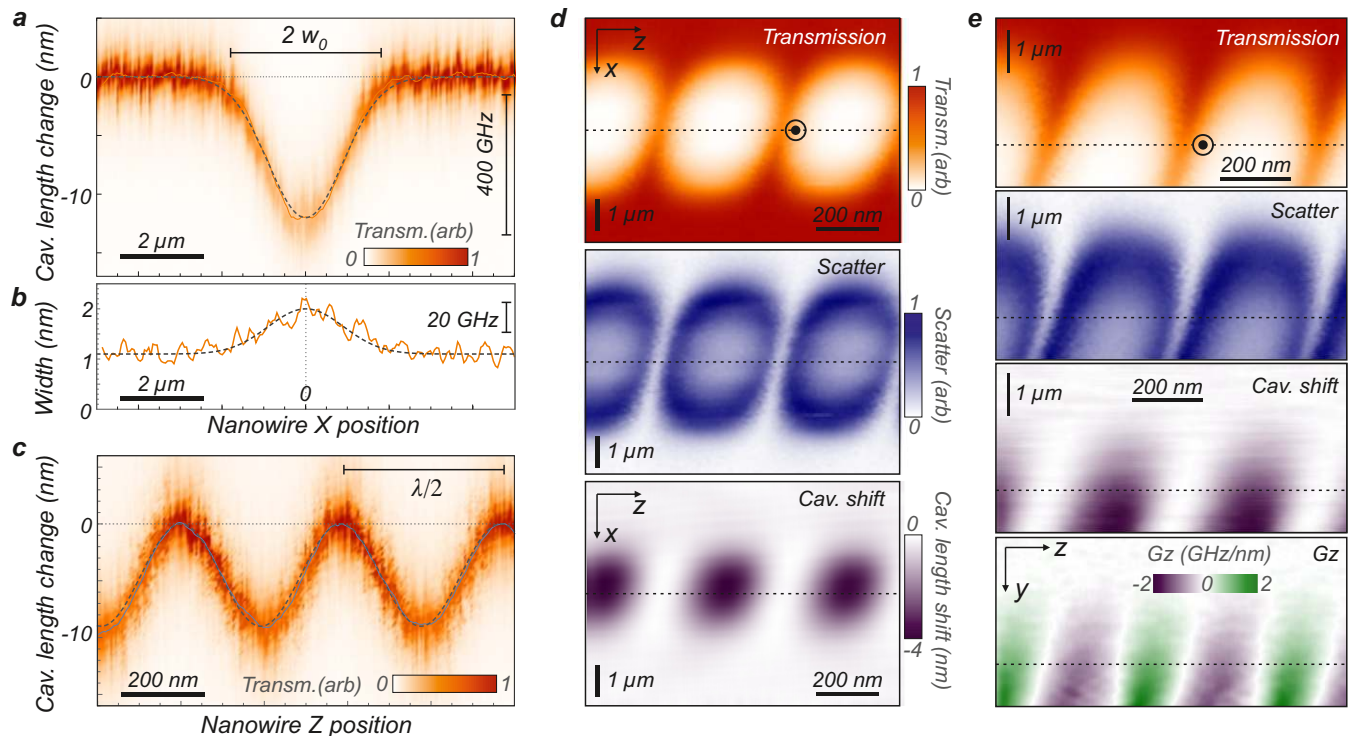 a
Cav. length change (nm)
0
-10
2 w0
400 GHz
2 μm
Transm.(arb)
0
1
b
Width (nm)
2
1
0
20 GHz
2 μm
0
Nanowire X position
c
Cav. length change (nm)
0
-10
λ/2
200 nm
Transm.(arb)
0
1
Nanowire Z position
d
z
x
Transmission
1 μm
200 nm
1
Transm.(arb)
0
Scatter
1 μm
1
Scatter (arb)
0
z
x
Cav. shift
1 μm
200 nm
0
Cav. length shift (nm)
-4
e
1 μm
Transmission
200 nm
1 μm
Scatter
1 μm
200 nm
Cav. shift
z
y
Gz (GHz/nm)
Gz
-2
0
2